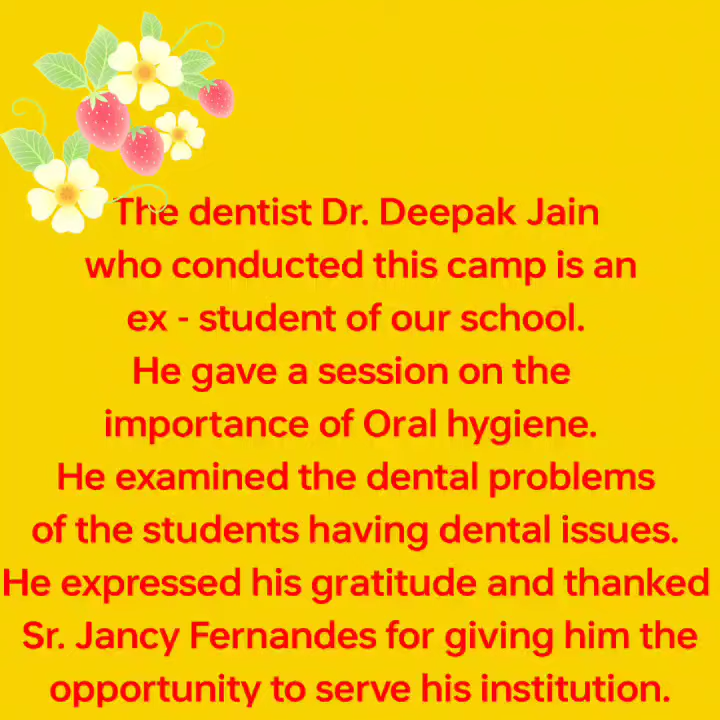 The dentist Dr. Deepak Jain
who conducted this camp is an
ex - student of our school.
He gave a session on the
importance of Oral hygiene.
He examined the dental problems
of the students having dental issues.
He expressed his gratitude and thanked
Sr. Jancy Fernandes for giving him the
opportunity to serve his institution.